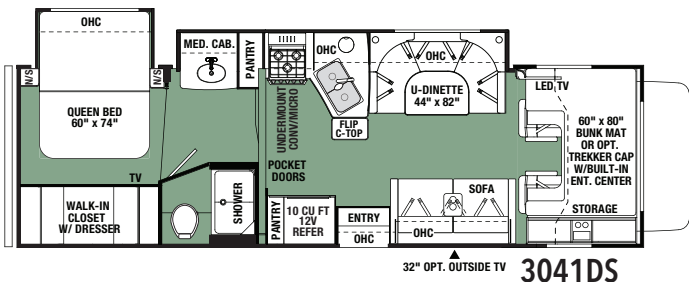 OHC
N/S
N/S
QUEEN BED
60" x 74"
TV
WALK-IN
CLOSET
W/ DRESSER
MED. CAB.
PANTRY
SHOWER
UNDERMOUNT
CONV/MICRO
POCKET
DOORS
OHC
FLIP
C-TOP
OHC
U-DINETTE
44" x 82"
PANTRY
10 CU FT
12V
REFER
ENTRY
OHC
SOFA
OHC
32" OPT. OUTSIDE TV
LED TV
60" x 80"
BUNK MAT
OR OPT.
TREKKER CAP
W/BUILT-IN
ENT. CENTER
STORAGE
3041DS